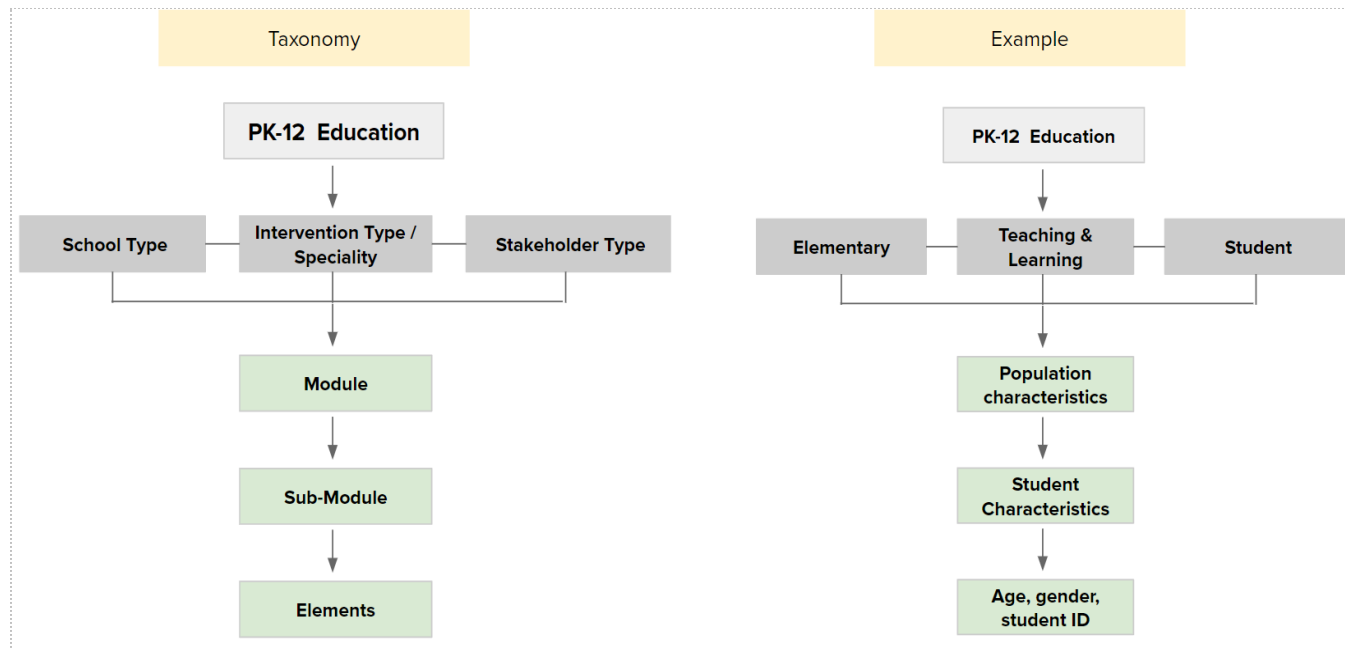 Taxonomy
PK-12 Education
School Type
Intervention Type /
Speciality
Stakeholder Type
Module
Sub-Module
Elements
Example
PK-12 Education
Elementary
Teaching &
Learning
Student
Population
characteristics
Student
Characteristics
Age, gender,
student ID